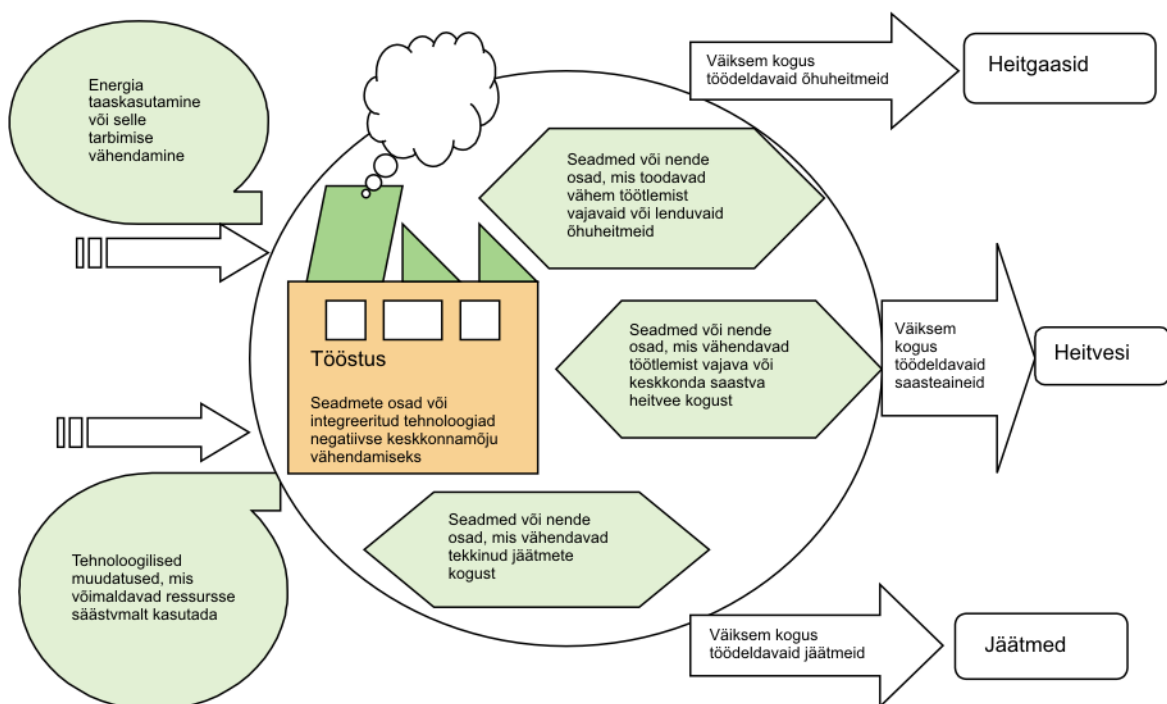 Energia
taaskasutamine
või selle
tarbimise
vähendamine
Väiksem kogus
töödeldavaid õhuheitmeid
Heitgaasid
Seadmed või nende
osad, mis toodavad
vähem töötlemist
vajavaid või lenduvaid
õhuheitmeid
Tööstus
Seadmete osad või
integreeritud tehnoloogiad
negatiivse keskkonnamõju
vähendamiseks
Seadmed või nende
osad, mis vähendavad
töötlemist vajava või
keskkonda saastva
heitvee kogust
Väiksem
kogus
töödeldavaid
saasteaineid
Heitvesi
Seadmed või nende
osad, mis vähendavad
tekkinud jäätmete
kogust
Tehnoloogilised
muudatused, mis
võimaldavad ressursse
säästvmalt kasutada
Väiksem kogus
töödeldavaid jäätmeid
Jäätmed